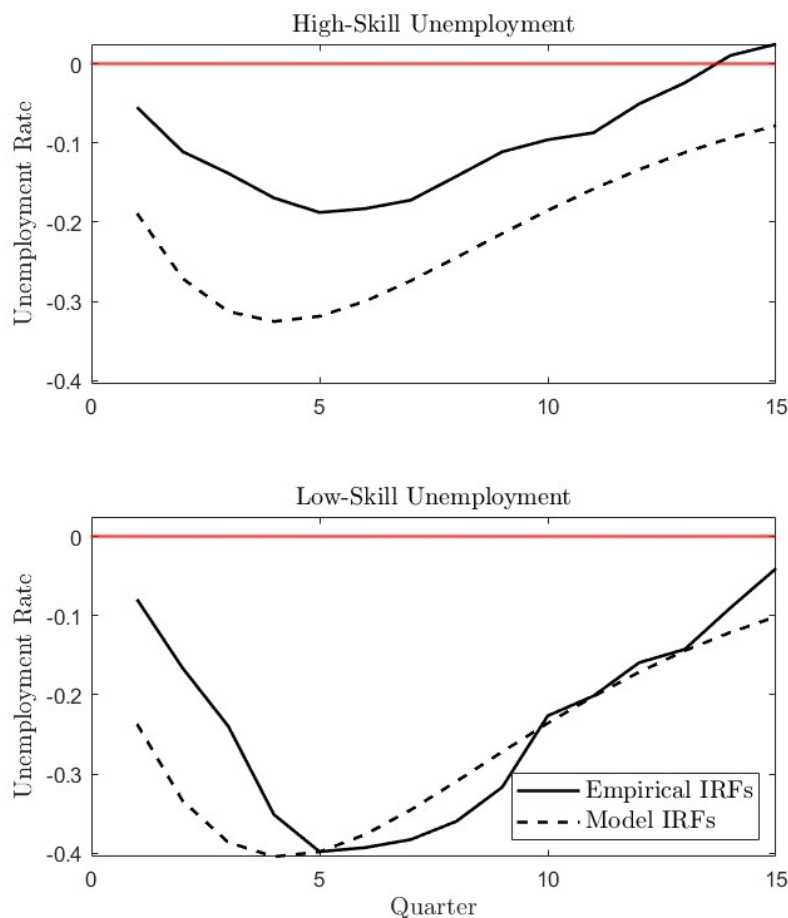 High-Skill Unemployment
0
-0.1
-0.2
-0.3
-0.4
Unemployment Rate
0 5 10 15
Low-Skill Unemployment
0
-0.1
-0.2
-0.3
-0.4
Unemployment Rate
Empirical IRFs
Model IRFs
0 5 10 15
Quarter